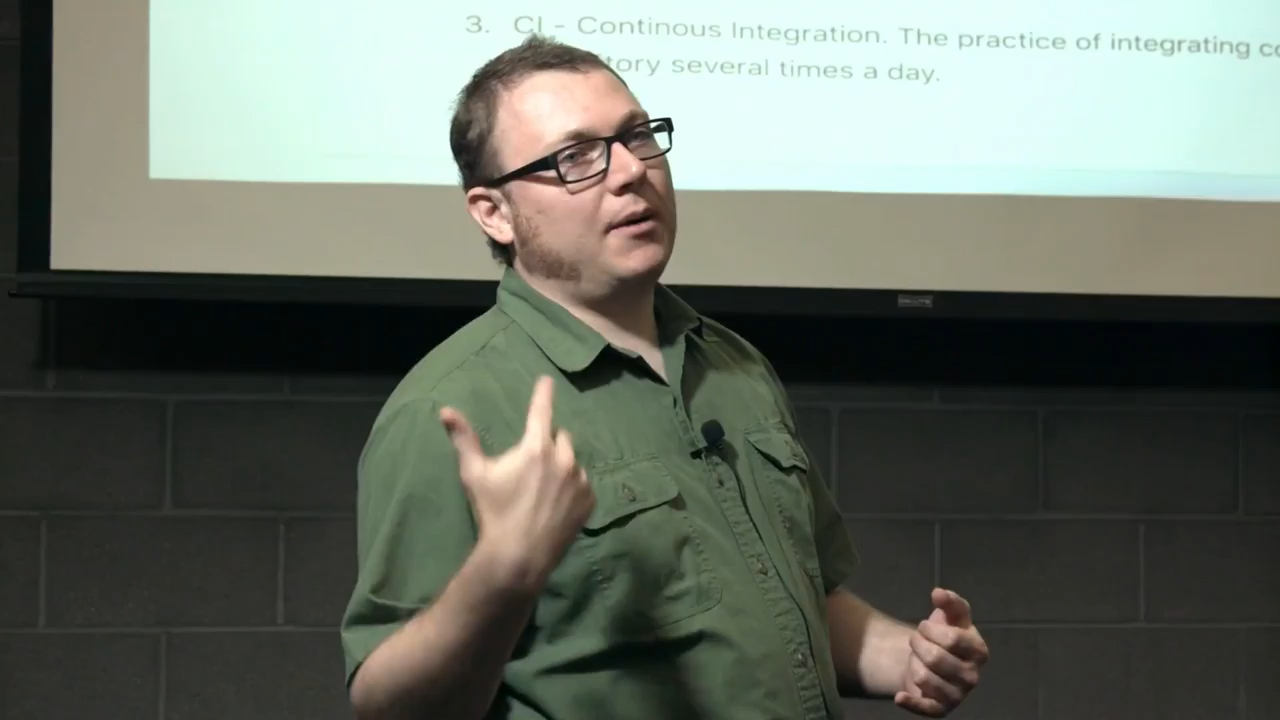 3. CI - Continous Integration. The practice of integrating
several times a day.